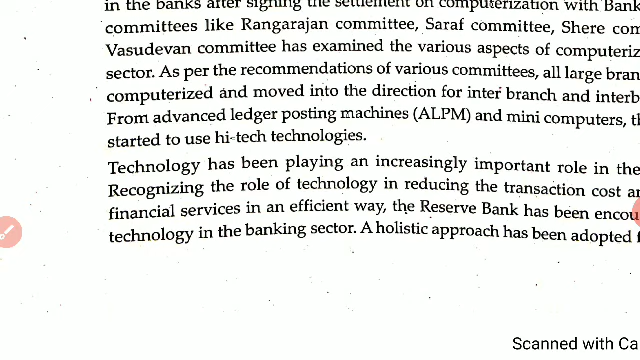 in the banks after signing the settlement on computerization with Bank
committees like Rangarajan committee, Saraf committee, Shere com
Vasudevan committee has examined the various aspects of computeriz
sector. As per the recommendations of various committees, all large bran
computerized and moved into the direction for inter branch and interb
From advanced ledger posting machines (ALPM) and mini computers, th
started to use hi-tech technologies.
Technology has been playing an increasingly important role in the
Recognizing the role of technology in reducing the transaction cost an
financial services in an efficient way, the Reserve Bank has been encou
technology in the banking sector. A holistic approach has been adopted f
Scanned with Ca